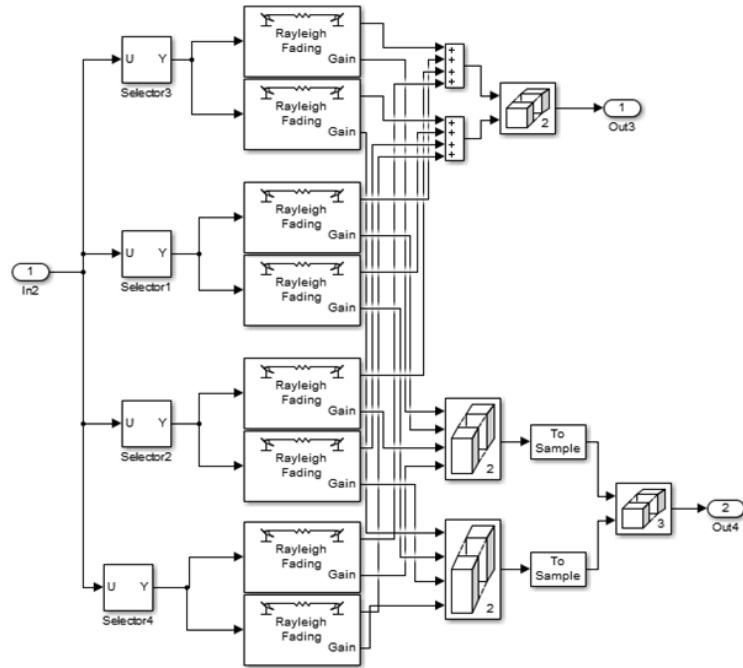 Rayleigh
Fading
Gain
U Y
Selector3
+
+
+
+
2
1
Out3
Rayleigh
Fading
Gain
+
+
+
+
Rayleigh
Fading
Gain
U Y
Selector1
1
In2
Rayleigh
Fading
Gain
Rayleigh
Fading
Gain
U Y
Selector2
2
To
Sample
Rayleigh
Fading
Gain
3
2
Out4
Rayleigh
Fading
Gain
U Y
Selector4
2
To
Sample
Rayleigh
Fading
Gain